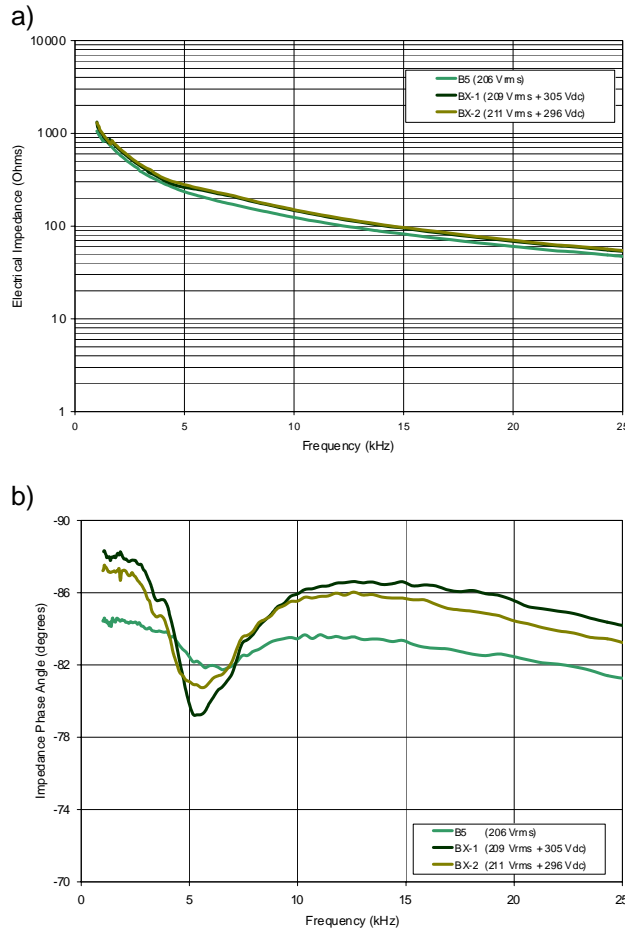 a)
10000
1000
100
10
1
Electrical Impedance (Ohms)
B5 (206 Vrms)
BX-1 (209 Vrms + 305 Vdc)
BX-2 (211 Vrms + 296 Vdc)
0 5 10 15 20 25
Frequency (kHz)
b)
-90
-86
-82
-78
-74
-70
Impedance Phase Angle (degrees)
B5 (206 Vrms)
BX-1 (209 Vrms + 305 Vdc)
BX-2 (211 Vrms + 296 Vdc)
0 5 10 15 20 25
Frequency (kHz)